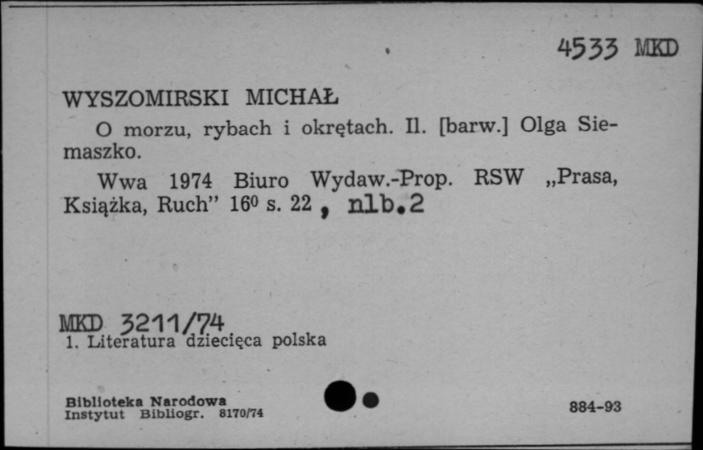 4533 MKD
WYSZOMIRSKI MICHAŁ
O morzu, rybach i okrętach. Il. [barw.] Olga Sie-
maszko.
Wwa 1974 Biuro Wydaw.-Prop. RSW „Prasa,
Książka, Ruch” 16⁰ s. 22, nlb.2
MKD 3211/74
1. Literatura dziecięca polska
Biblioteka Narodowa
Instytut Bibliogr. 8170/74
884-93